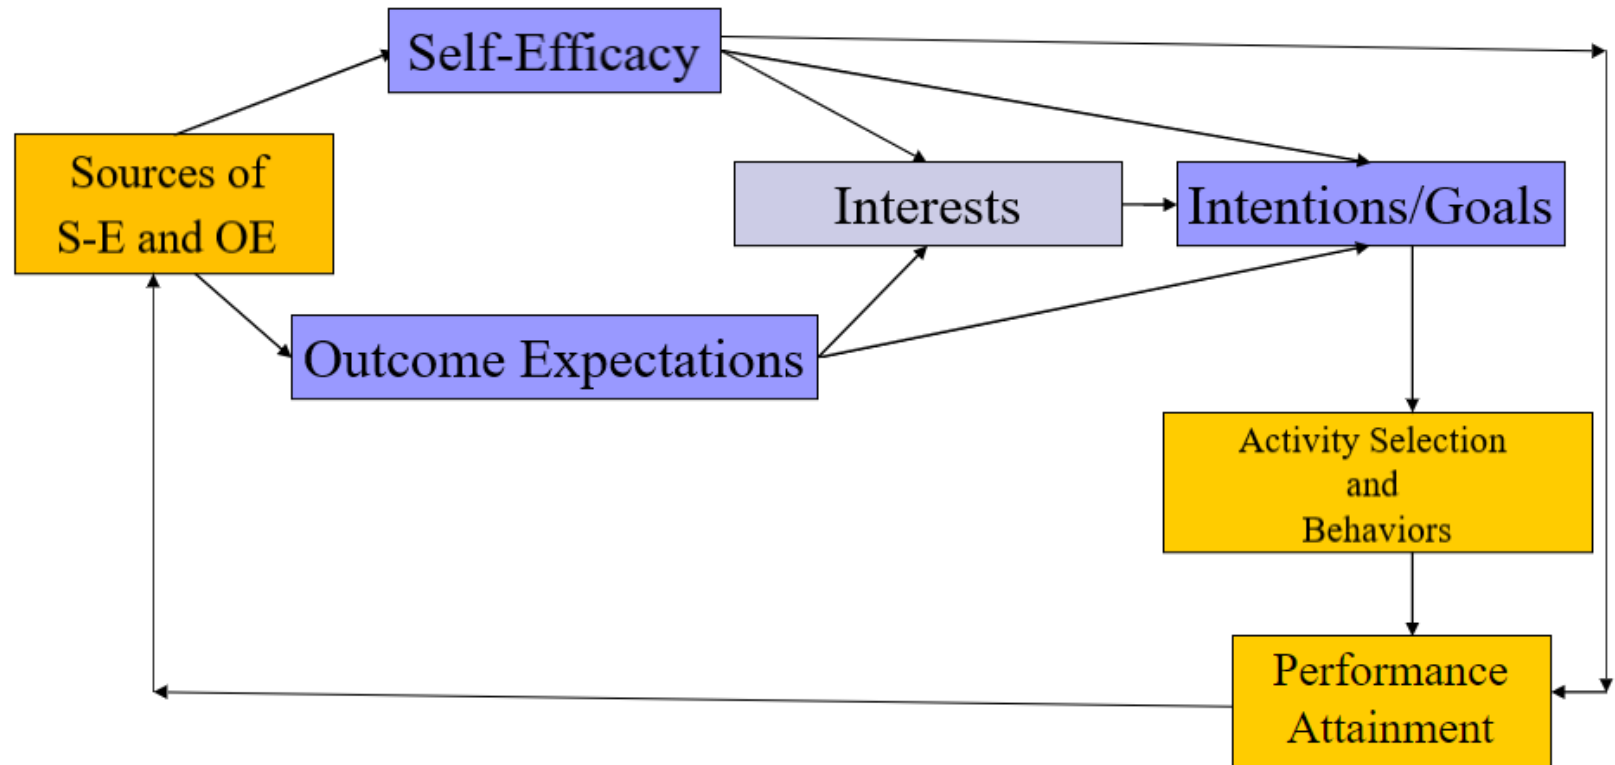 Self-Efficacy
Sources of
S-E and OE
Interests
Intentions/Goals
Outcome Expectations
Activity Selection
and
Behaviors
Performance
Attainment